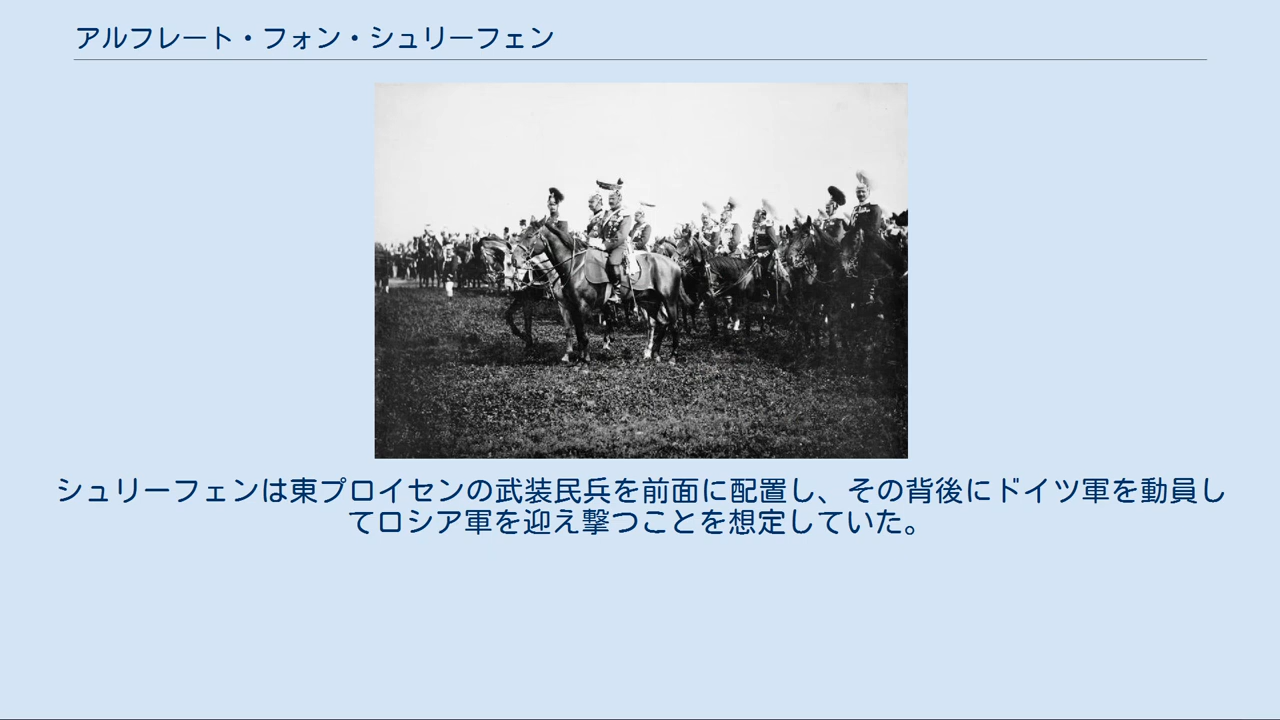 アルフレート・フォン・シュリーフェン
シュリーフェンは東プロイセンの武装民兵を前面に配置し、その背後にドイツ軍を動員し
てロシア軍を迎え撃つことを想定していた。